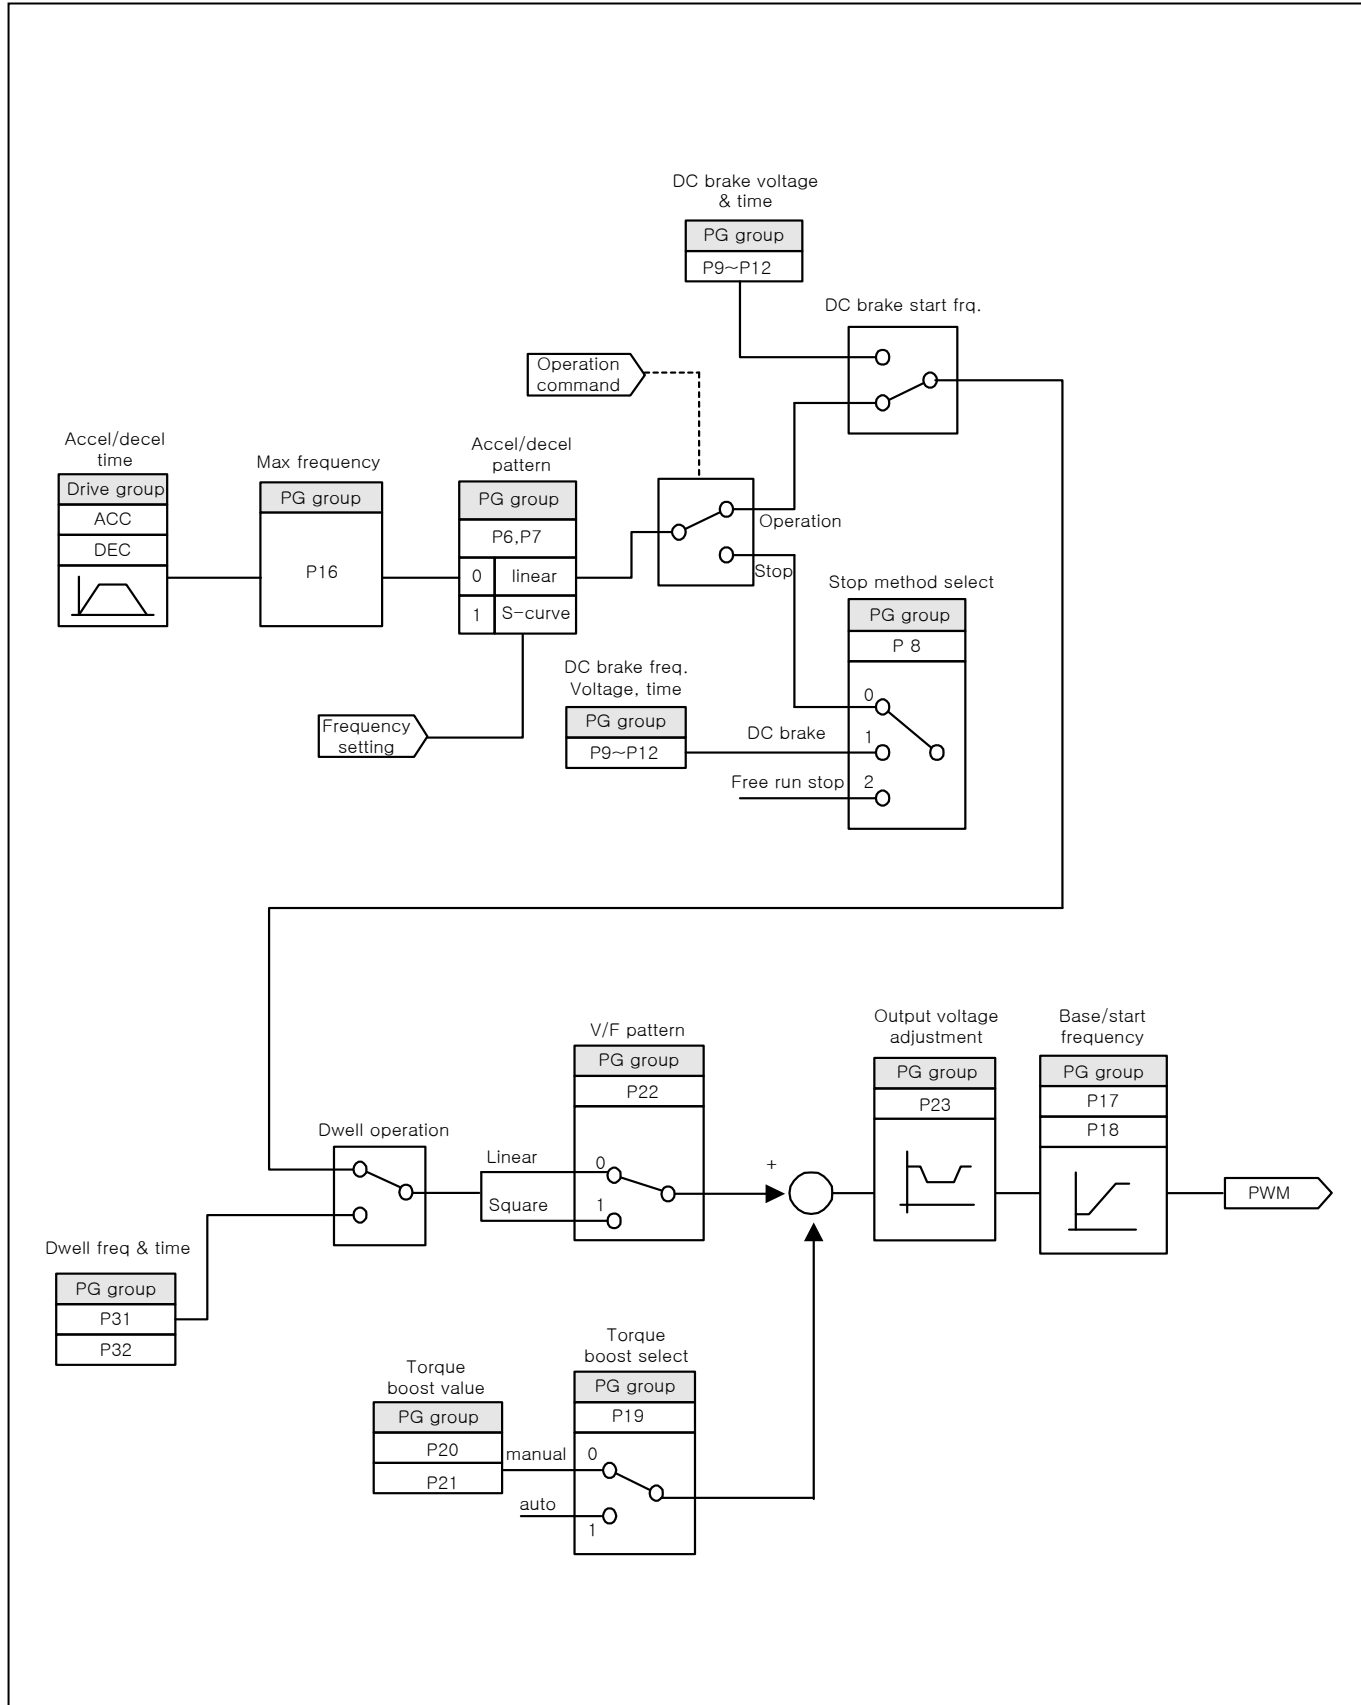 DC brake voltage
& time
PG group
P9~P12
DC brake start frq.
Operation
command
Accel/decel
time
Drive group
ACC
DEC
Max frequency
PG group
P16
Accel/decel
pattern
PG group
P6,P7
0 linear
1 S-curve
Operation
Stop
Frequency
setting
DC brake freq.
Voltage, time
PG group
P9~P12
Stop method select
PG group
P 8
0
DC brake 1
Free run stop 2
Dwell operation
Dwell freq & time
PG group
P31
P32
V/F pattern
PG group
P22
Linear 0
Square 1
+
Output voltage
adjustment
PG group
P23
Base/start
frequency
PG group
P17
P18
PWM
Torque
boost value
PG group
P20
P21
Torque
boost select
PG group
P19
manual 0
auto
1